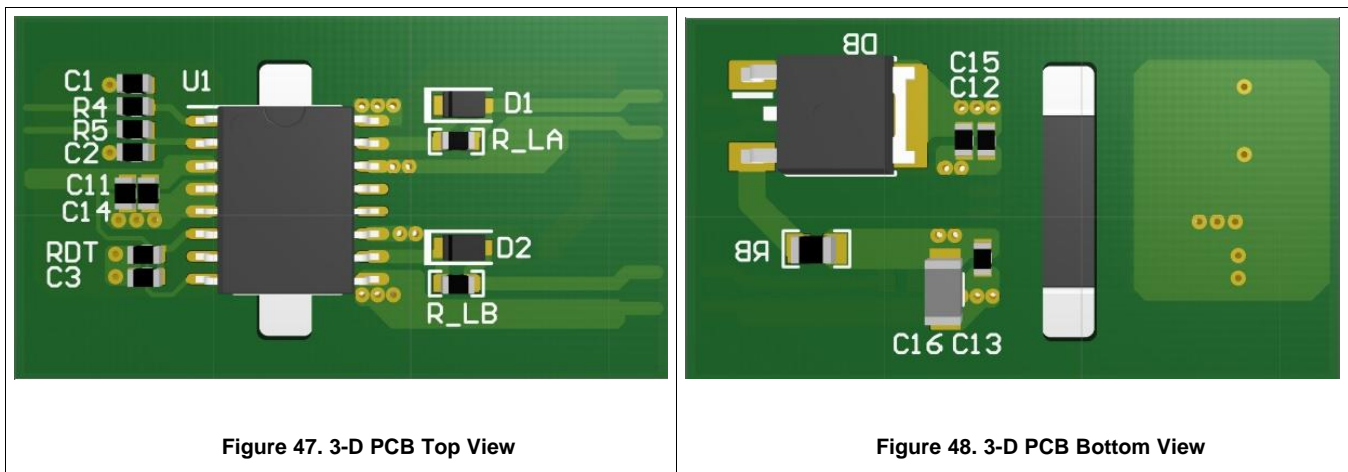 C1
U1
R4
R5
C2
C11
C14
RDT
C3
D1
R_LA
D2
R_LB
Figure 47. 3-D PCB Top View
DB
C15
C12
RB
C16 C13
Figure 48. 3-D PCB Bottom View